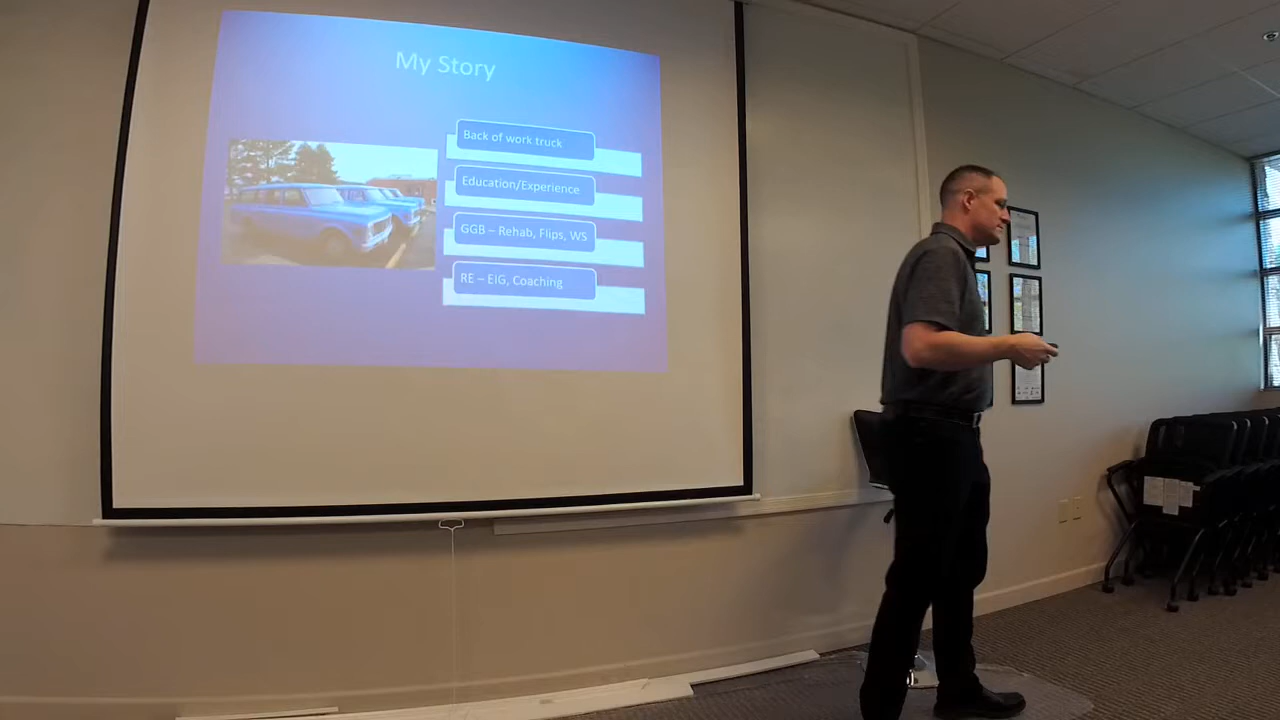 My Story
Back of work truck
Education/Experience
GGB – Rehab, Flips, WS
RE – EIG, Coaching